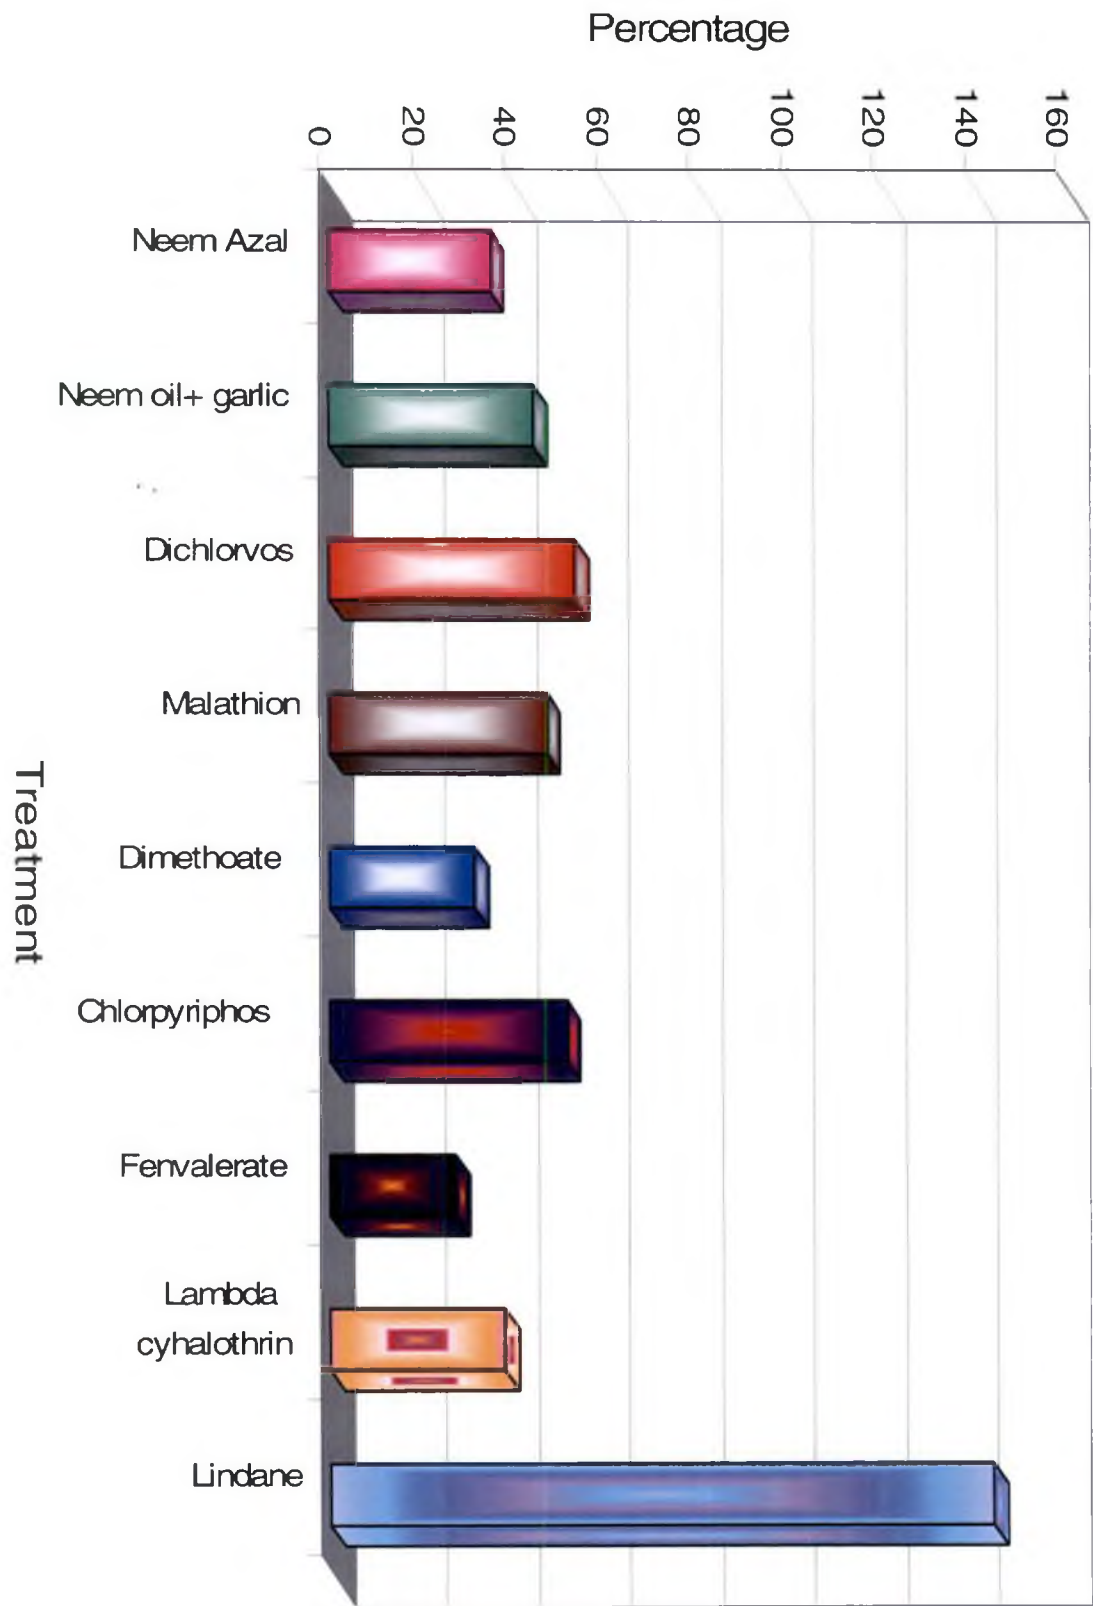 Percentage
0
20
40
60
80
100
120
140
160
Neem Azal
Neem oil+ garlic
Dichlorvos
Malathion
Dimethoate
Chlorpyriphos
Fenvalerate
Lambda
cyhalothrin
Lindane
Treatment